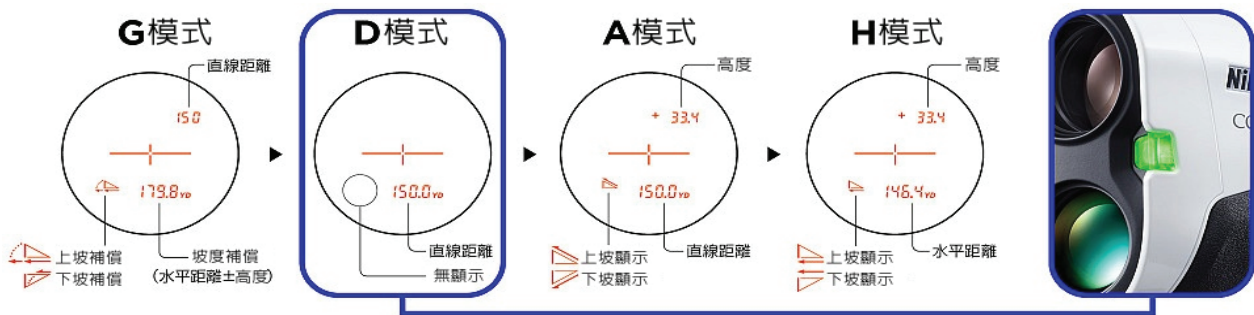 G模式
直線距離
150
179.8YD
上坡補償
下坡補償
坡度補償
(水平距離±高度)
D模式
150.0YD
直線距離
無顯示
A模式
高度
+ 33.4
150.0YD
上坡顯示
下坡顯示
直線距離
H模式
高度
+ 33.4
146.4YD
上坡顯示
下坡顯示
水平距離